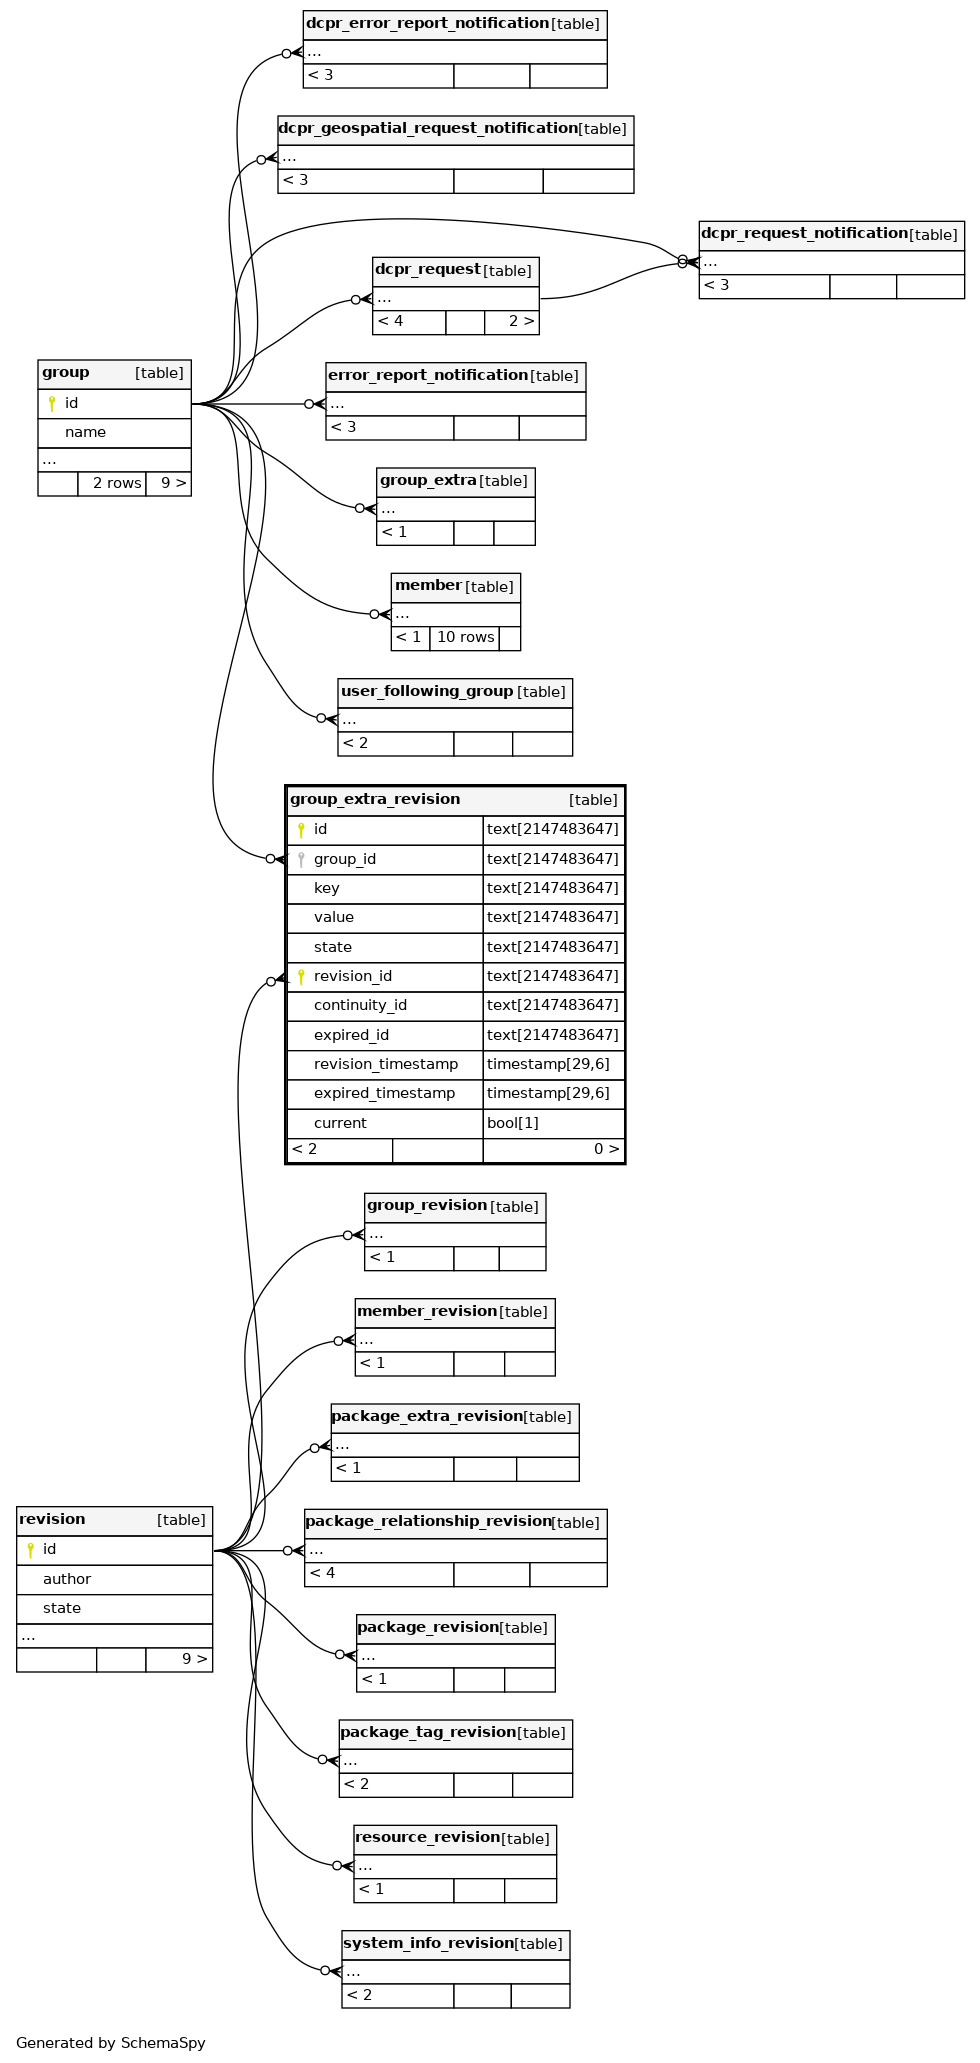 dcpr_error_report_notification [table]
...
< 3
dcpr_geospatial_request_notification [table]
...
< 3
dcpr_request_notification [table]
...
< 3
dcpr_request [table]
...
< 4 2 >
group [table]
id
name
...
2 rows 9 >
error_report_notification [table]
...
< 3
group_extra [table]
...
< 1
member [table]
...
< 1 10 rows
user_following_group [table]
...
< 2
group_extra_revision [table]
id text[2147483647]
group_id text[2147483647]
key text[2147483647]
value text[2147483647]
state text[2147483647]
revision_id text[2147483647]
continuity_id text[2147483647]
expired_id text[2147483647]
revision_timestamp timestamp[29,6]
expired_timestamp timestamp[29,6]
current bool[1]
< 2 0 >
group_revision [table]
...
< 1
member_revision [table]
...
< 1
package_extra_revision [table]
...
< 1
revision [table]
id
author
state
...
9 >
package_relationship_revision [table]
...
< 4
package_revision [table]
...
< 1
package_tag_revision [table]
...
< 2
resource_revision [table]
...
< 1
system_info_revision [table]
...
< 2
Generated by SchemaSpy